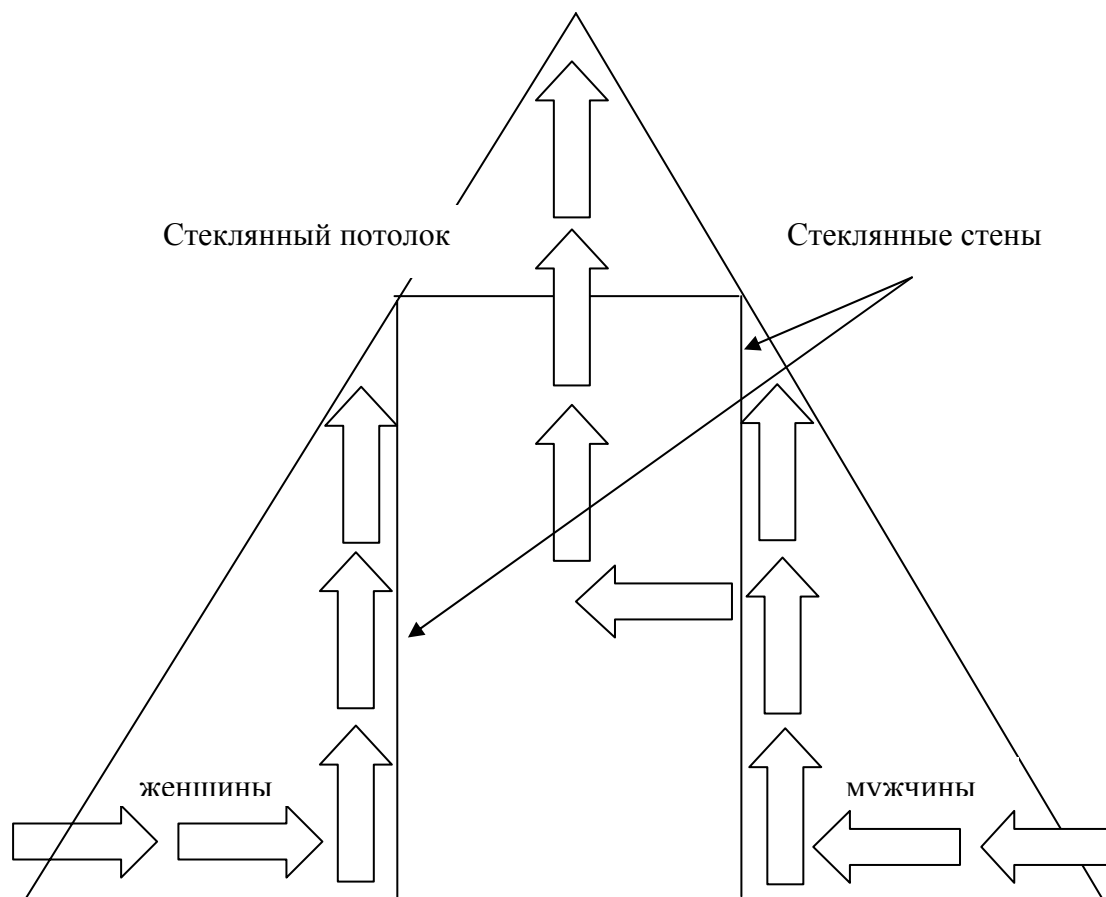 Стеклянный потолок
Стеклянные стены
женщины
мужчины